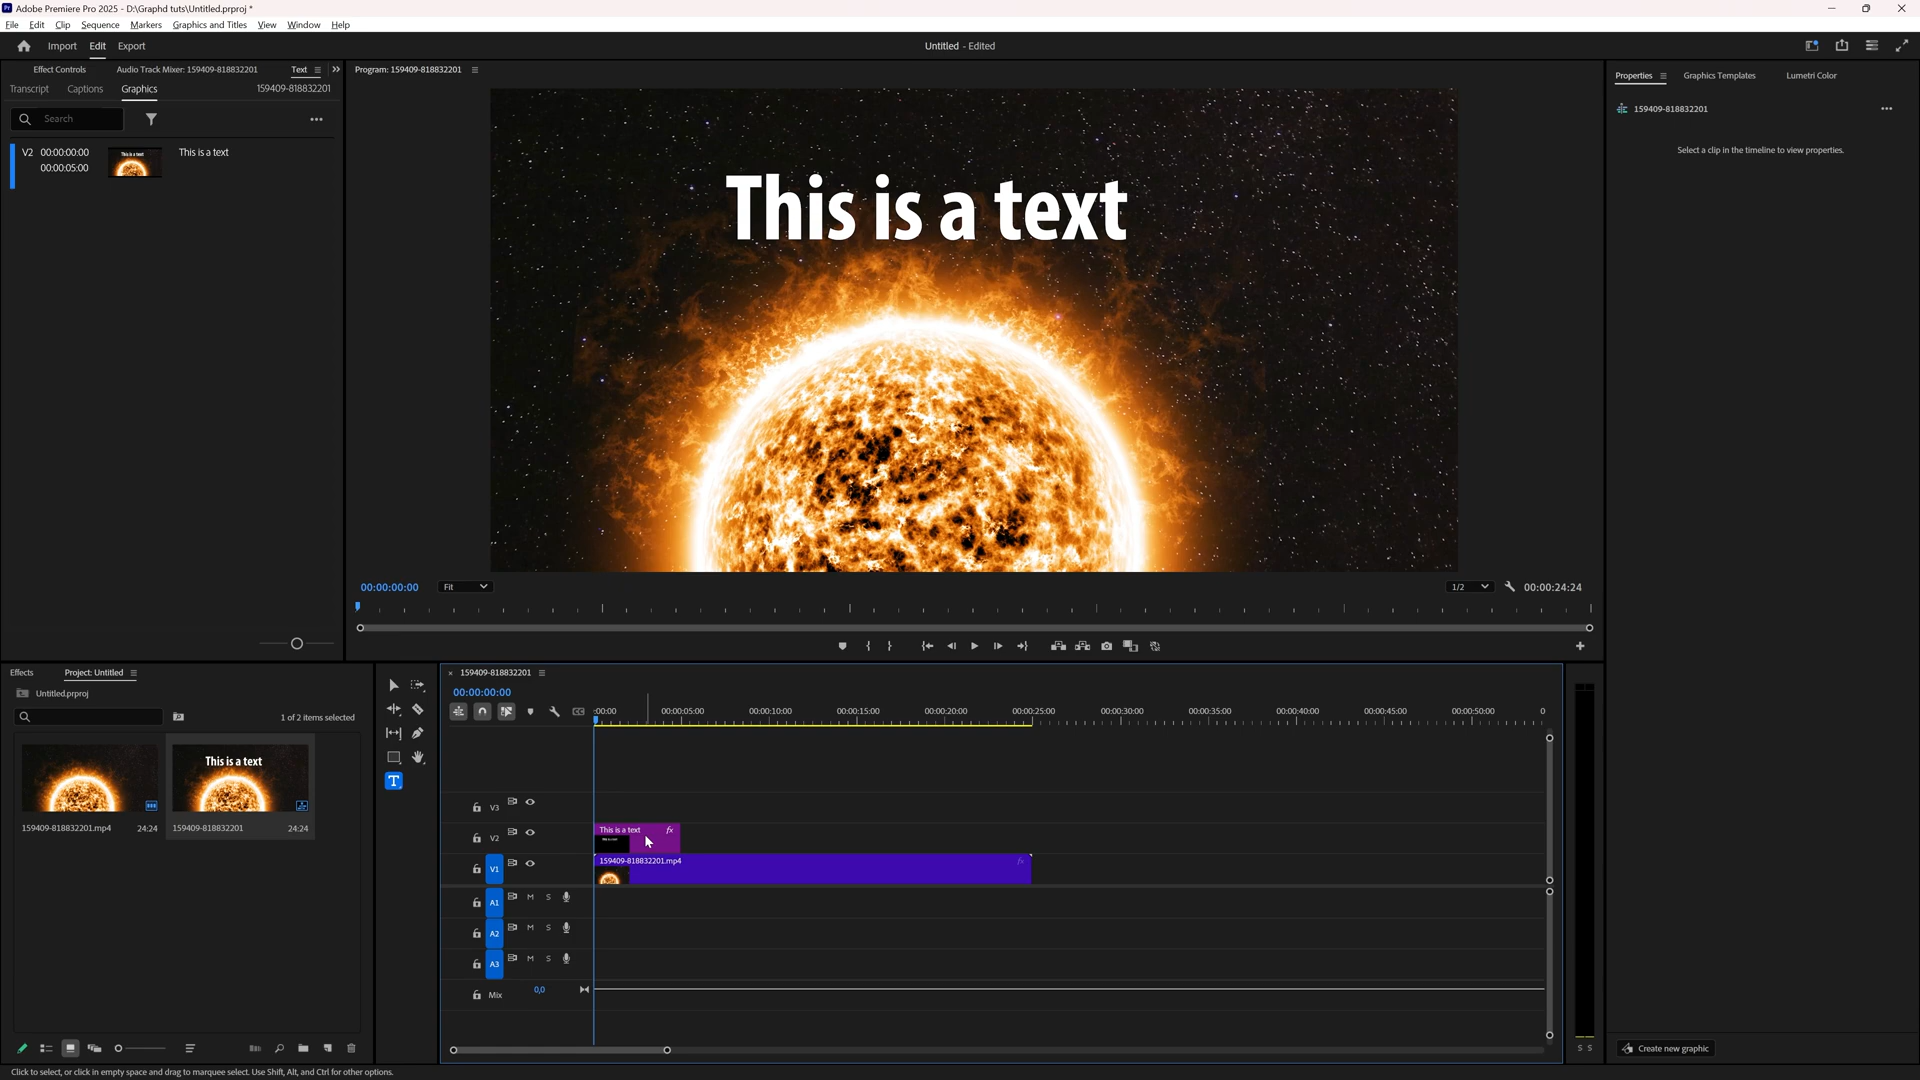 Adobe Premiere Pro 2025 - D:\Graphd tuts\Untitled.prproj *
File Edit Clip Sequence Markers Graphics and Titles View Window Help
Import Edit Export
Untitled - Edited
Effect Controls Audio Track Mixer: 159409-818832201 Text
Program: 159409-818832201
Properties Graphics Templates Lumetri Color
Transcript Captions Graphics 159409-818832201
Search
159409-818832201
V2 00:00:00:00 This is a text
00:00:05:00
Select a clip in the timeline to view properties.
This is a text
00:00:00:00 Fit 1/2 00:00:24:24
Effects Project: Untitled
159409-818832201
Untitled.prproj
00:00:00:00
1 of 2 items selected
:00:00 00:00:05:00 00:00:10:00 00:00:15:00 00:00:20:00 00:00:25:00 00:00:30:00 00:00:35:00 00:00:40:00 00:00:45:00 00:00:50:00 0
This is a text
159409-818832201.mp4 24:24 159409-818832201 24:24
V3
V2 This is a text fx
V1 159409-818832201.mp4 fx
A1 M S
A2 M S
A3 M S
Mix 0,0
S S
Create new graphic
Click to select, or click in empty space and drag to marquee select. Use Shift, Alt, and Ctrl for other options.